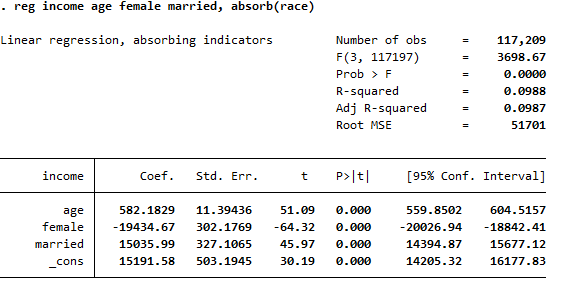 . reg income age female married, absorb(race)
Linear regression, absorbing indicators Number of obs = 117,209
F(3, 117197) = 3698.67
Prob > F = 0.0000
R-squared = 0.0988
Adj R-squared = 0.0987
Root MSE = 51701
income Coef. Std. Err. t P>|t| [95% Conf. Interval]
age 582.1829 11.39436 51.09 0.000 559.8502 604.5157
female -19434.67 302.1769 -64.32 0.000 -20026.94 -18842.41
married 15035.99 327.1065 45.97 0.000 14394.87 15677.12
_cons 15191.58 503.1945 30.19 0.000 14205.32 16177.83